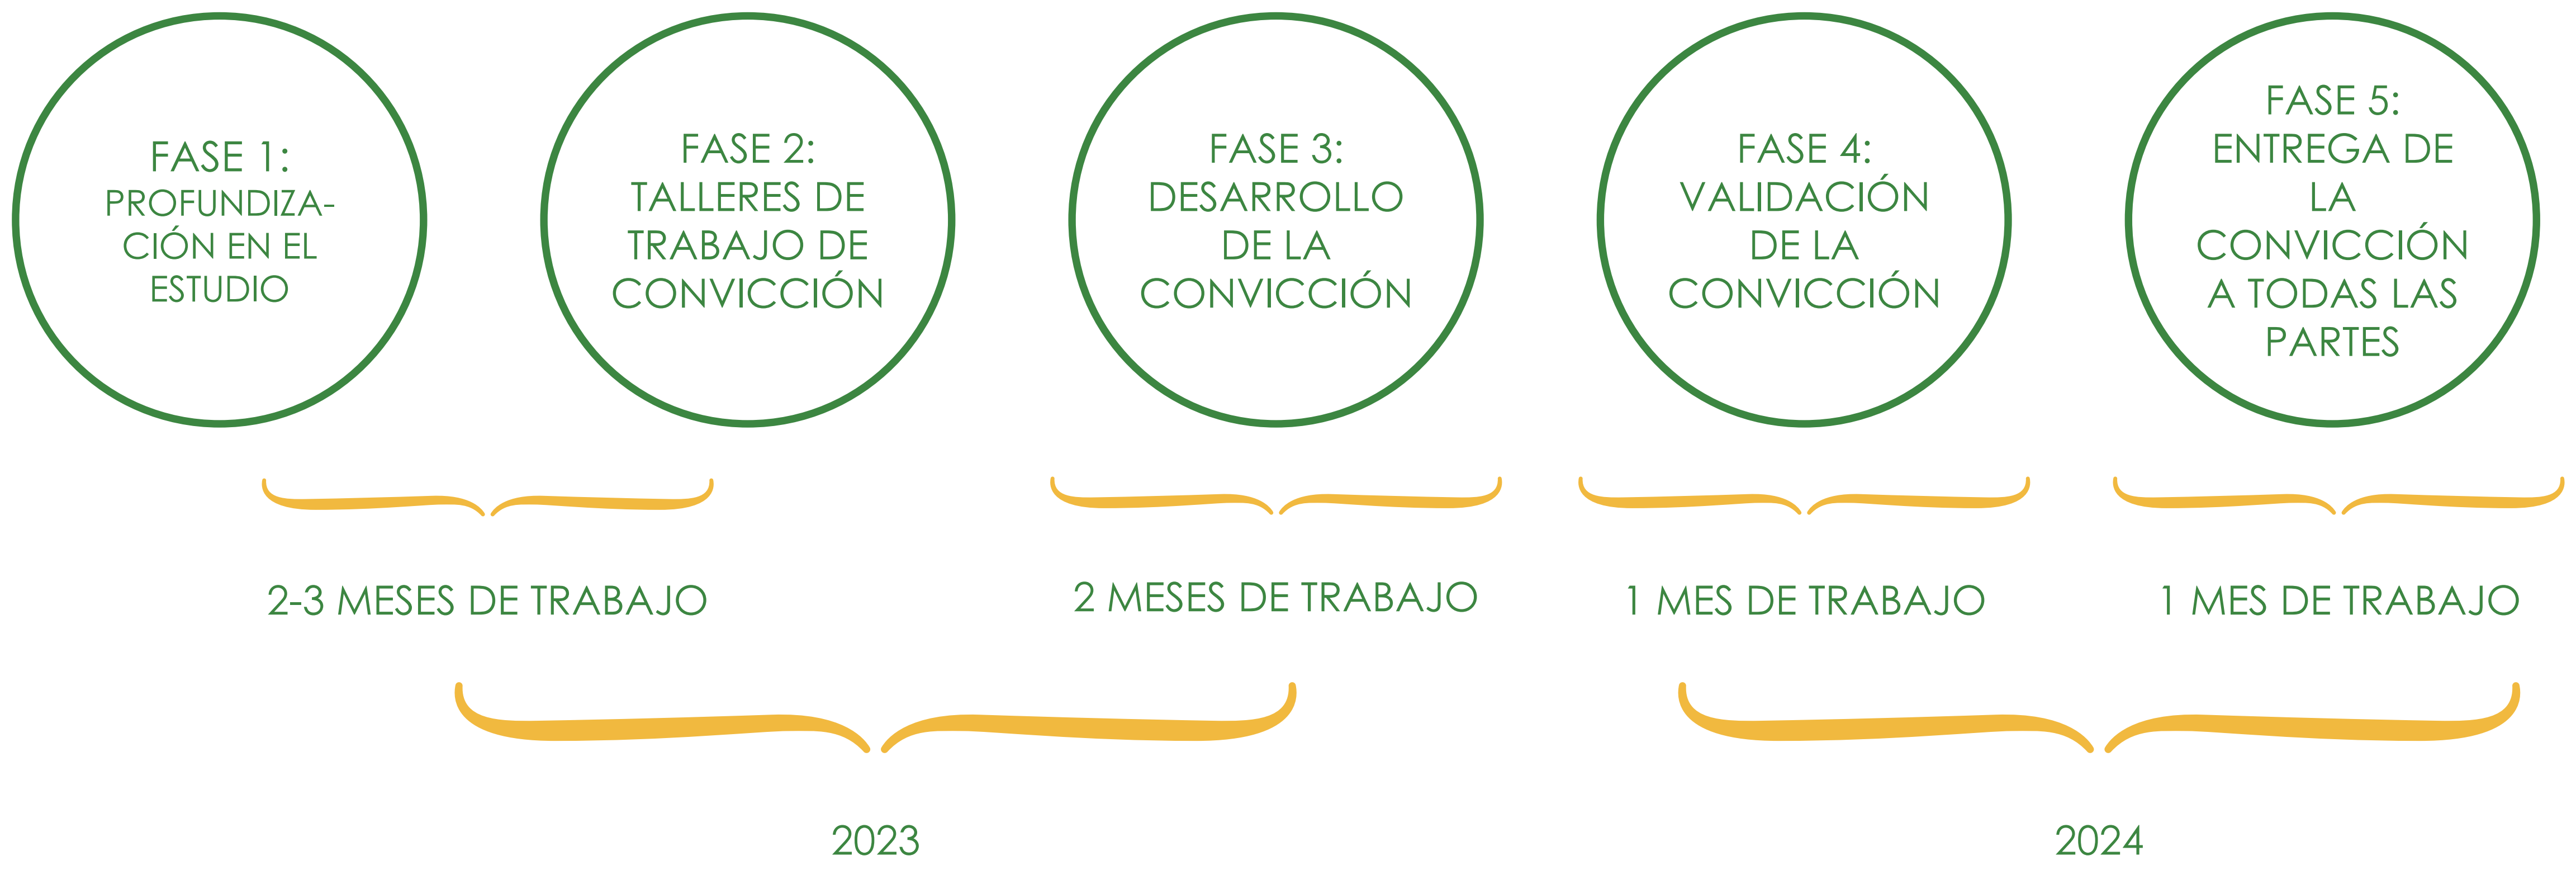 FASE 1:
PROFUNDIZA-
CIÓN EN EL
ESTUDIO
FASE 2:
TALLERES DE
TRABAJO DE
CONVICCIÓN
FASE 3:
DESARROLLO
DE LA
CONVICCIÓN
FASE 4:
VALIDACIÓN
DE LA
CONVICCIÓN
FASE 5:
ENTREGA DE
LA
CONVICCIÓN
A TODAS LAS
PARTES
2-3 MESES DE TRABAJO
2 MESES DE TRABAJO
1 MES DE TRABAJO
1 MES DE TRABAJO
2023
2024